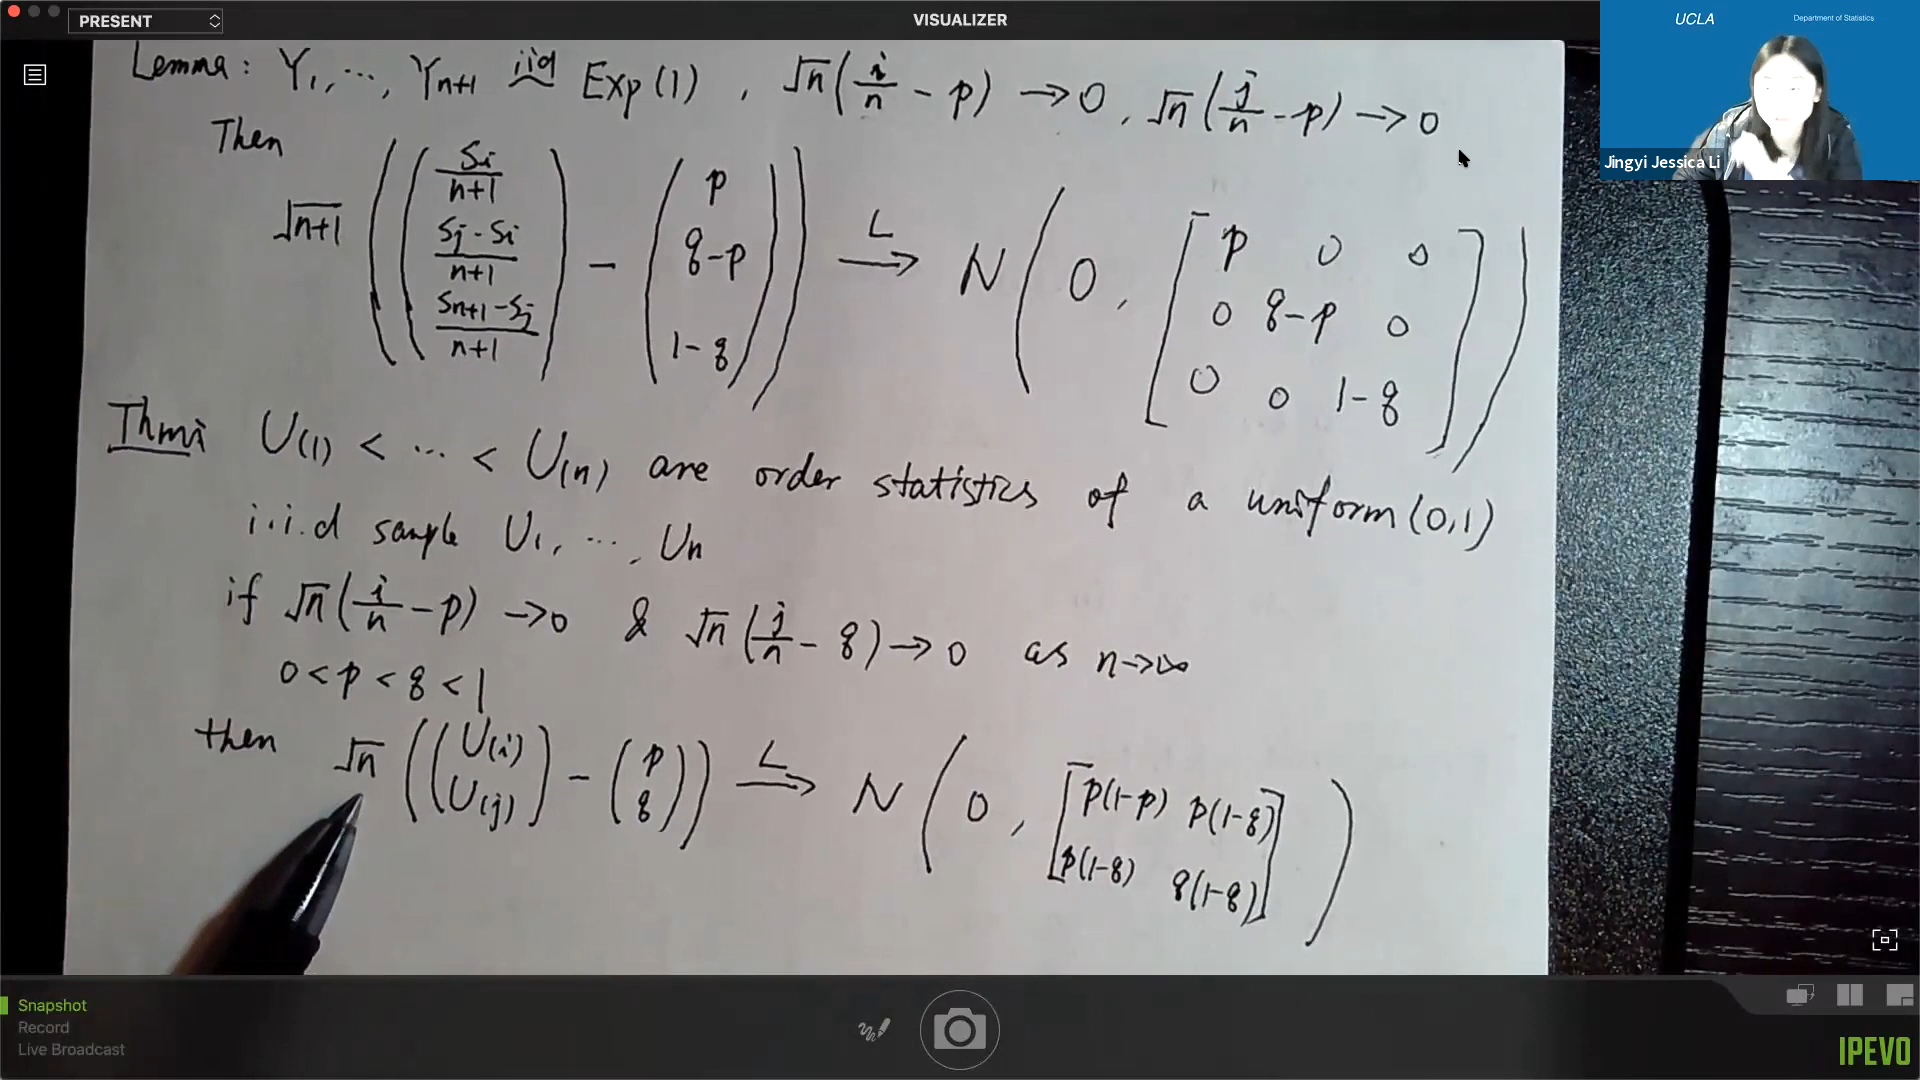 PRESENT
VISUALIZER
UCLA
Department of Statistics
Jingyi Jessica Li
Lemma: Y1, ..., Yn+1 iid ~ Exp(1), √n(i/n - p) → 0, √n(j/n - p) → 0
Then
√n+1 ( ( Si/n+1 , Sj - Si/n+1 , Sn+1 - Sj/n+1 ) - ( p , q-p , 1-q ) ) →L N ( 0, [ p 0 0
0 q-p 0
0 0 1-q ] )
Thm: U(1) < ... < U(n) are order statistics of a uniform(0,1)
i.i.d sample U1, ..., Un
if √n(i/n - p) → 0 & √n(j/n - q) → 0 as n→∞
0 < p < q < 1
then √n ( ( U(i) , U(j) ) - ( p , q ) ) →L N ( 0, [ p(1-p) p(1-q)
p(1-q) q(1-q) ] )
Snapshot
Record
Live Broadcast
IPEVO